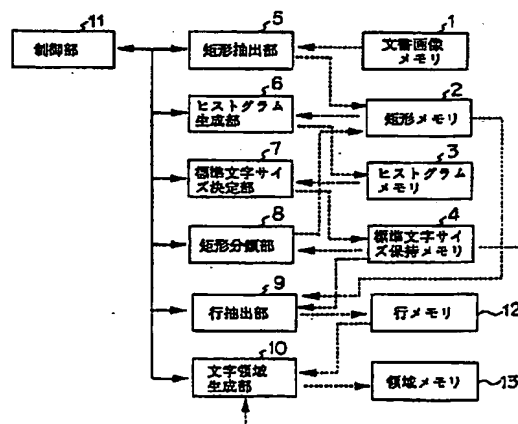 11
制御部
5
矩形抽出部
1
文書画像
メモリ
6
ヒストグラム
生成部
2
矩形メモリ
7
標準文字サイ
ズ決定部
3
ヒストグラム
メモリ
8
矩形分類部
4
標準文字サイ
ズ保持メモリ
9
行抽出部
行メモリ
12
10
文字領域
生成部
領域メモリ
13